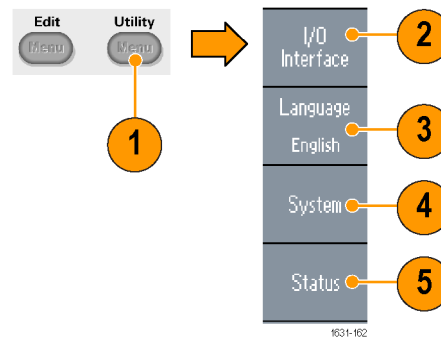 Edit Utility
Menu Menu
1
I/O
Interface
2
Language
English
3
System
4
Status
5
1631-162